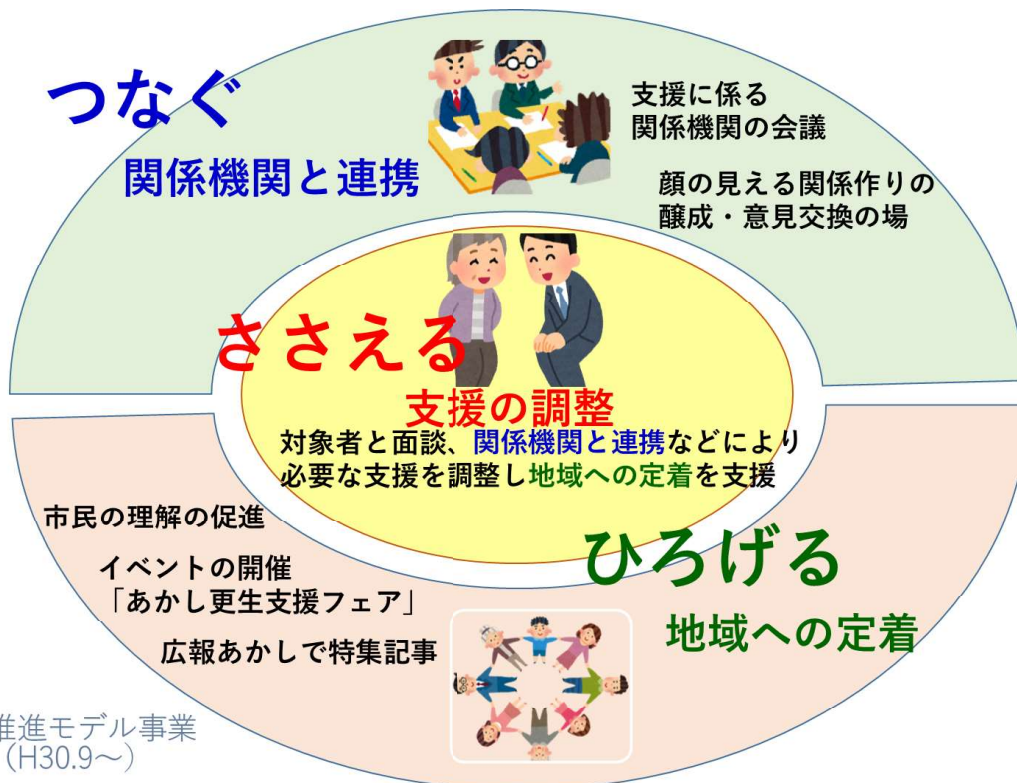 つなぐ
関係機関と連携
支援に係る
関係機関の会議
顔の見える関係作りの
醸成・意見交換の場
ささえる
支援の調整
対象者と面談、関係機関と連携などにより
必要な支援を調整し地域への定着を支援
市民の理解の促進
イベントの開催
「あかし更生支援フェア」
広報あかしで特集記事
ひろげる
地域への定着
推進モデル事業
（H30.9～）